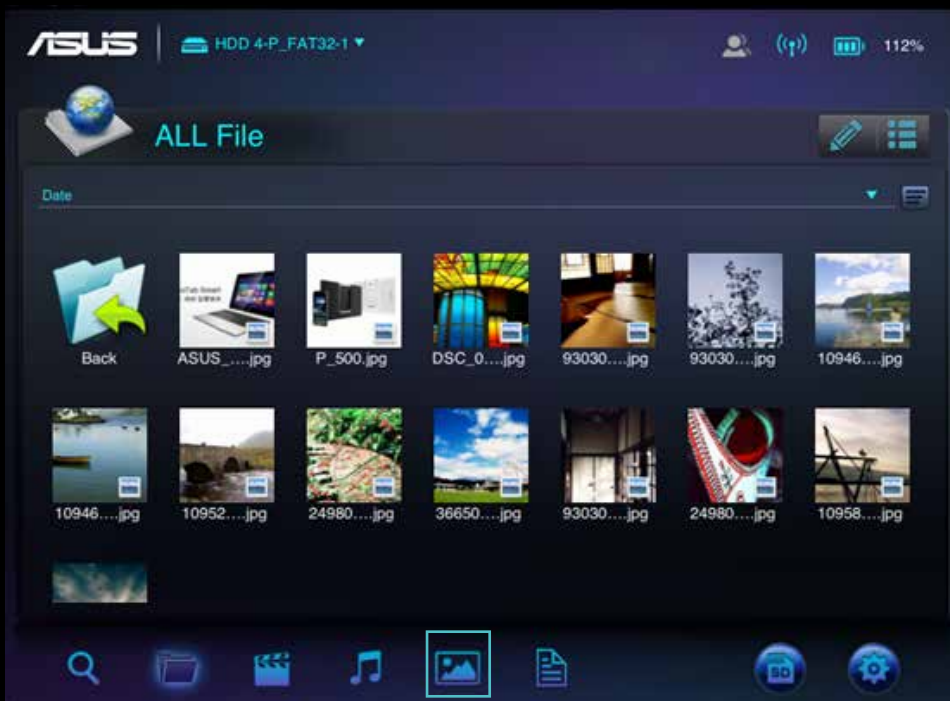 ASUS
HDD 4-P_FAT32-1
112%
ALL File
Date
Back
ASUS_....jpg
P_500.jpg
DSC_0....jpg
93030....jpg
93030....jpg
10946....jpg
10946....jpg
10952....jpg
24980....jpg
36650....jpg
93030....jpg
24980....jpg
10958....jpg
SD